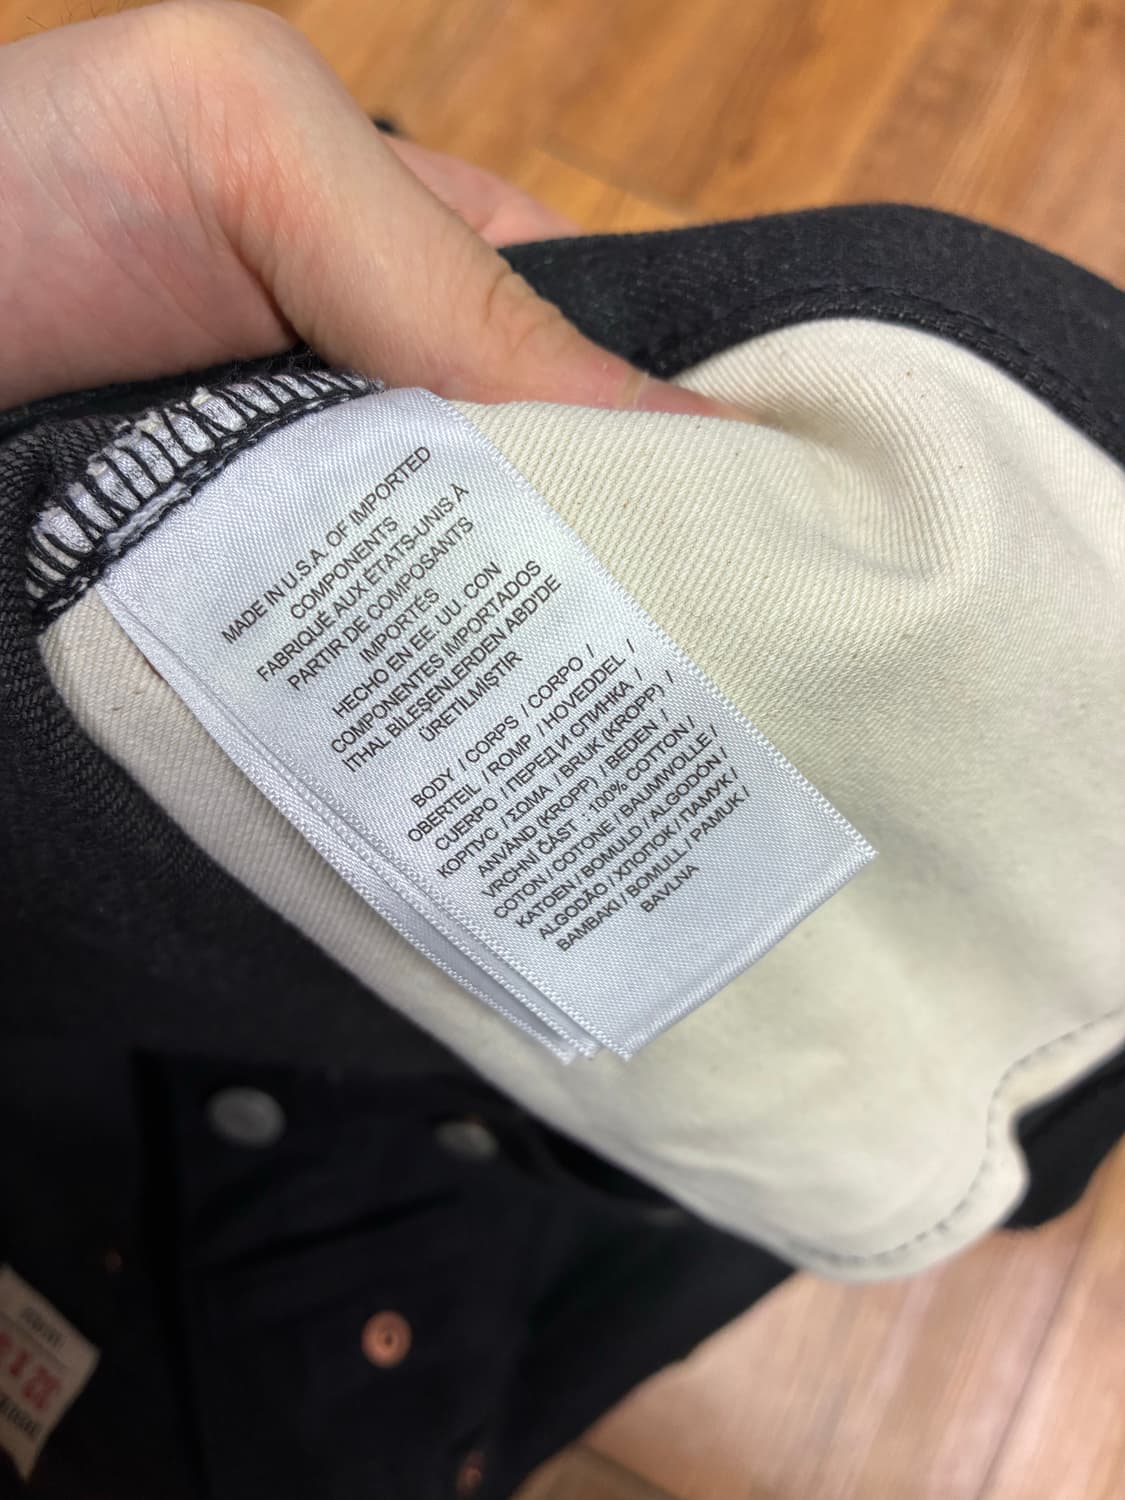 MADE IN U.S.A. OF IMPORTED
COMPONENTS
FABRIQUÉ AUX ÉTATS-UNIS À
PARTIR DE COMPOSANTS
IMPORTÉS
HECHO EN EE. UU. CON
COMPONENTES IMPORTADOS
İTHAL BİLEŞENLERDEN ABD'DE
ÜRETİLMİŞTİR
BODY / CORPS / CORPO /
OBERTEIL / ROMP / HOVEDDEL /
CUERPO / ПЕРЕД И СПИНКА /
КОРПУС / ΣΩΜΑ / BRUK (KROPP) /
ANVÄND (KROPP) / BEDEN /
VRCHNI ČÁST : 100% COTTON /
COTON / COTONE / BAUMWOLLE /
KATOEN / BOMULD / ALGODÓN /
ALGODÃO / ХЛОПОК / ПАМУК /
BAMBAKI / BOMULL / PAMUK /
BAVLNA
32 X